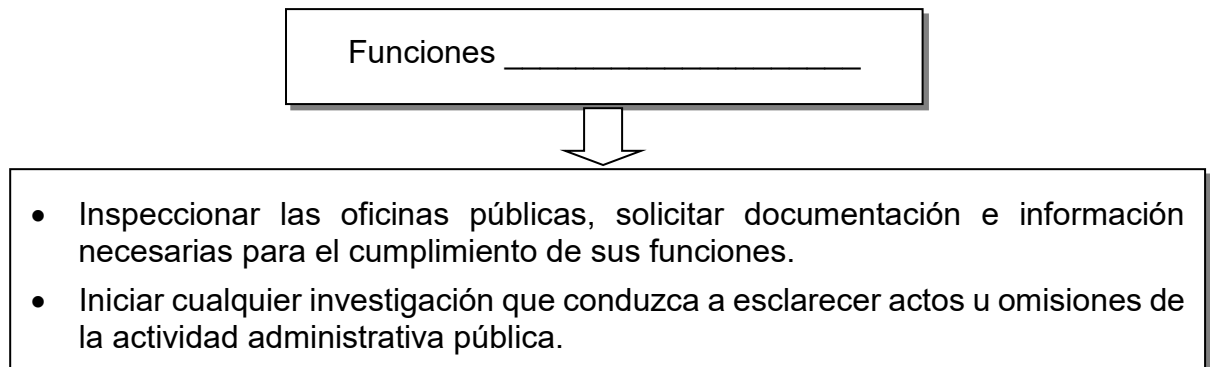 Funciones ____________________
• Inspeccionar las oficinas públicas, solicitar documentación e información
necesarias para el cumplimiento de sus funciones.
• Iniciar cualquier investigación que conduzca a esclarecer actos u omisiones de
la actividad administrativa pública.